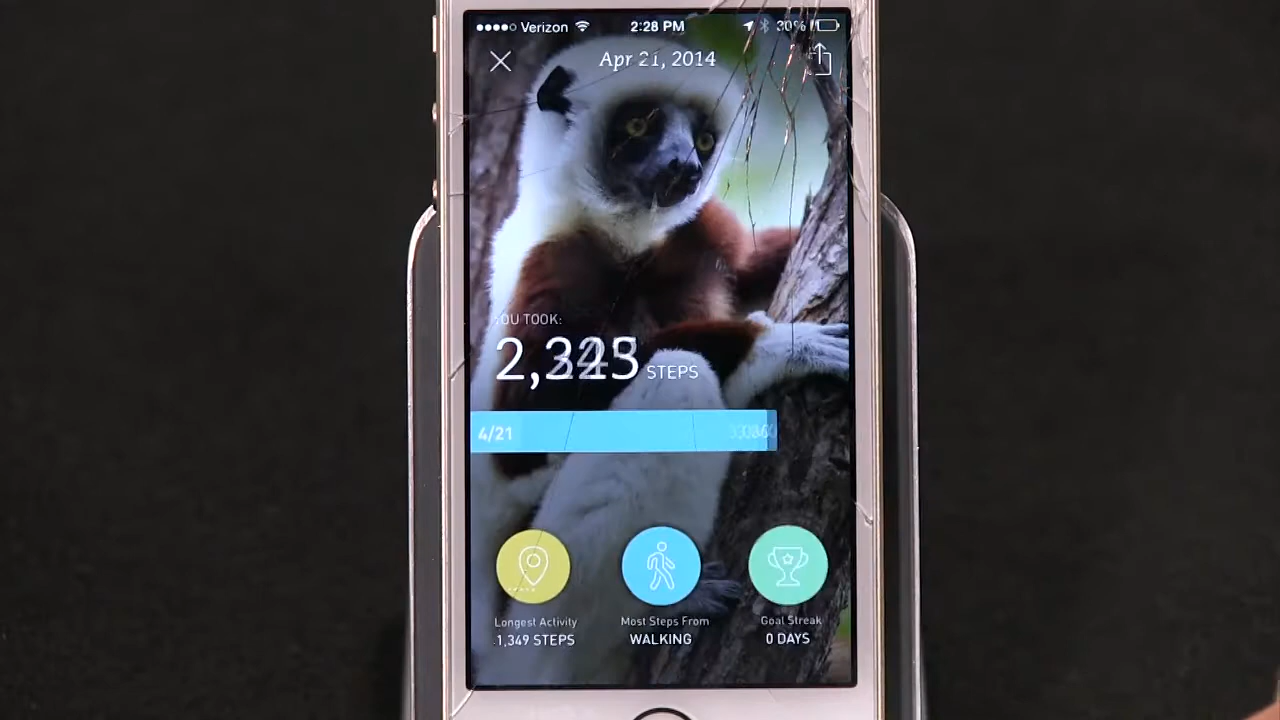 Verizon 2:28 PM 30%
Apr 21, 2014
YOU TOOK:
STEPS
4/21
Longest Activity Most Steps From Goal Streak
1,349 STEPS WALKING 0 DAYS